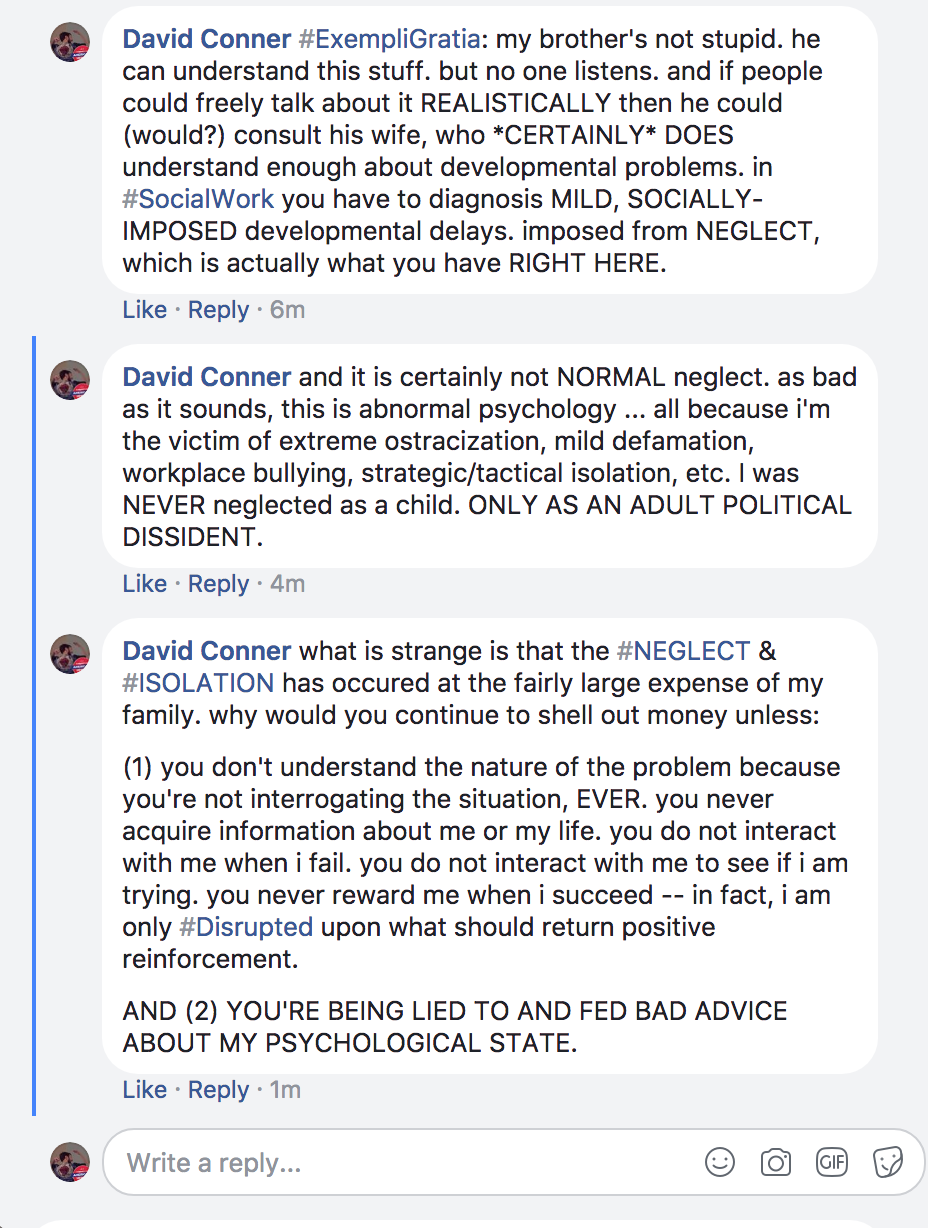 David Conner #ExempliGratia: my brother's not stupid. he
can understand this stuff. but no one listens. and if people
could freely talk about it REALISTICALLY then he could
(would?) consult his wife, who *CERTAINLY* DOES
understand enough about developmental problems. in
#SocialWork you have to diagnosis MILD, SOCIALLY-
IMPOSED developmental delays. imposed from NEGLECT,
which is actually what you have RIGHT HERE.
Like · Reply · 6m
David Conner and it is certainly not NORMAL neglect. as bad
as it sounds, this is abnormal psychology ... all because i'm
the victim of extreme ostracization, mild defamation,
workplace bullying, strategic/tactical isolation, etc. I was
NEVER neglected as a child. ONLY AS AN ADULT POLITICAL
DISSIDENT.
Like · Reply · 4m
David Conner what is strange is that the #NEGLECT &
#ISOLATION has occured at the fairly large expense of my
family. why would you continue to shell out money unless:
(1) you don't understand the nature of the problem because
you're not interrogating the situation, EVER. you never
acquire information about me or my life. you do not interact
with me when i fail. you do not interact with me to see if i am
trying. you never reward me when i succeed -- in fact, i am
only #Disrupted upon what should return positive
reinforcement.
AND (2) YOU'RE BEING LIED TO AND FED BAD ADVICE
ABOUT MY PSYCHOLOGICAL STATE.
Like · Reply · 1m
Write a reply...
GIF